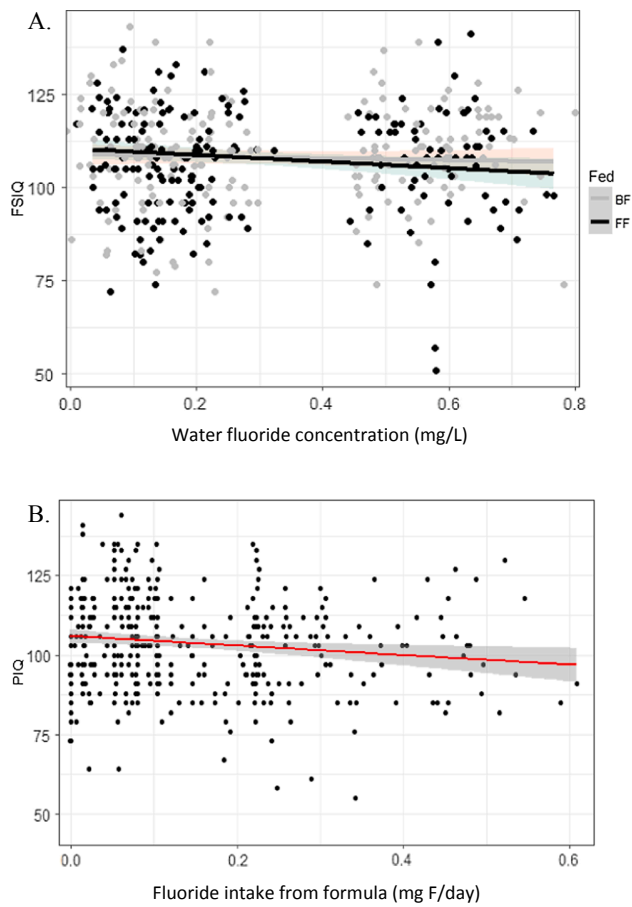 A.
125
100
75
50
FSIQ
0.0 0.2 0.4 0.6 0.8
Water fluoride concentration (mg/L)
Fed
BF
FF
B.
125
100
75
50
PIQ
0.0 0.2 0.4 0.6
Fluoride intake from formula (mg F/day)